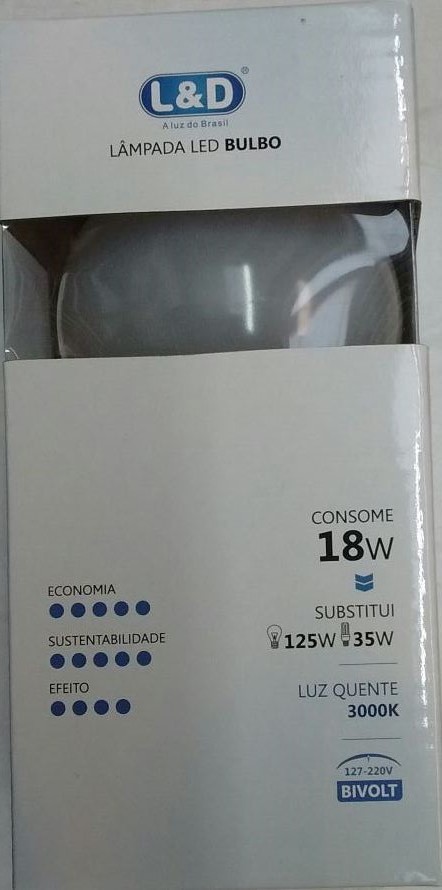 L&D®
A luz do Brasil
LÂMPADA LED BULBO
CONSOME
18W
SUBSTITUI
125W 35W
LUZ QUENTE
3000K
127-220V
BIVOLT
ECONOMIA
SUSTENTABILIDADE
EFEITO